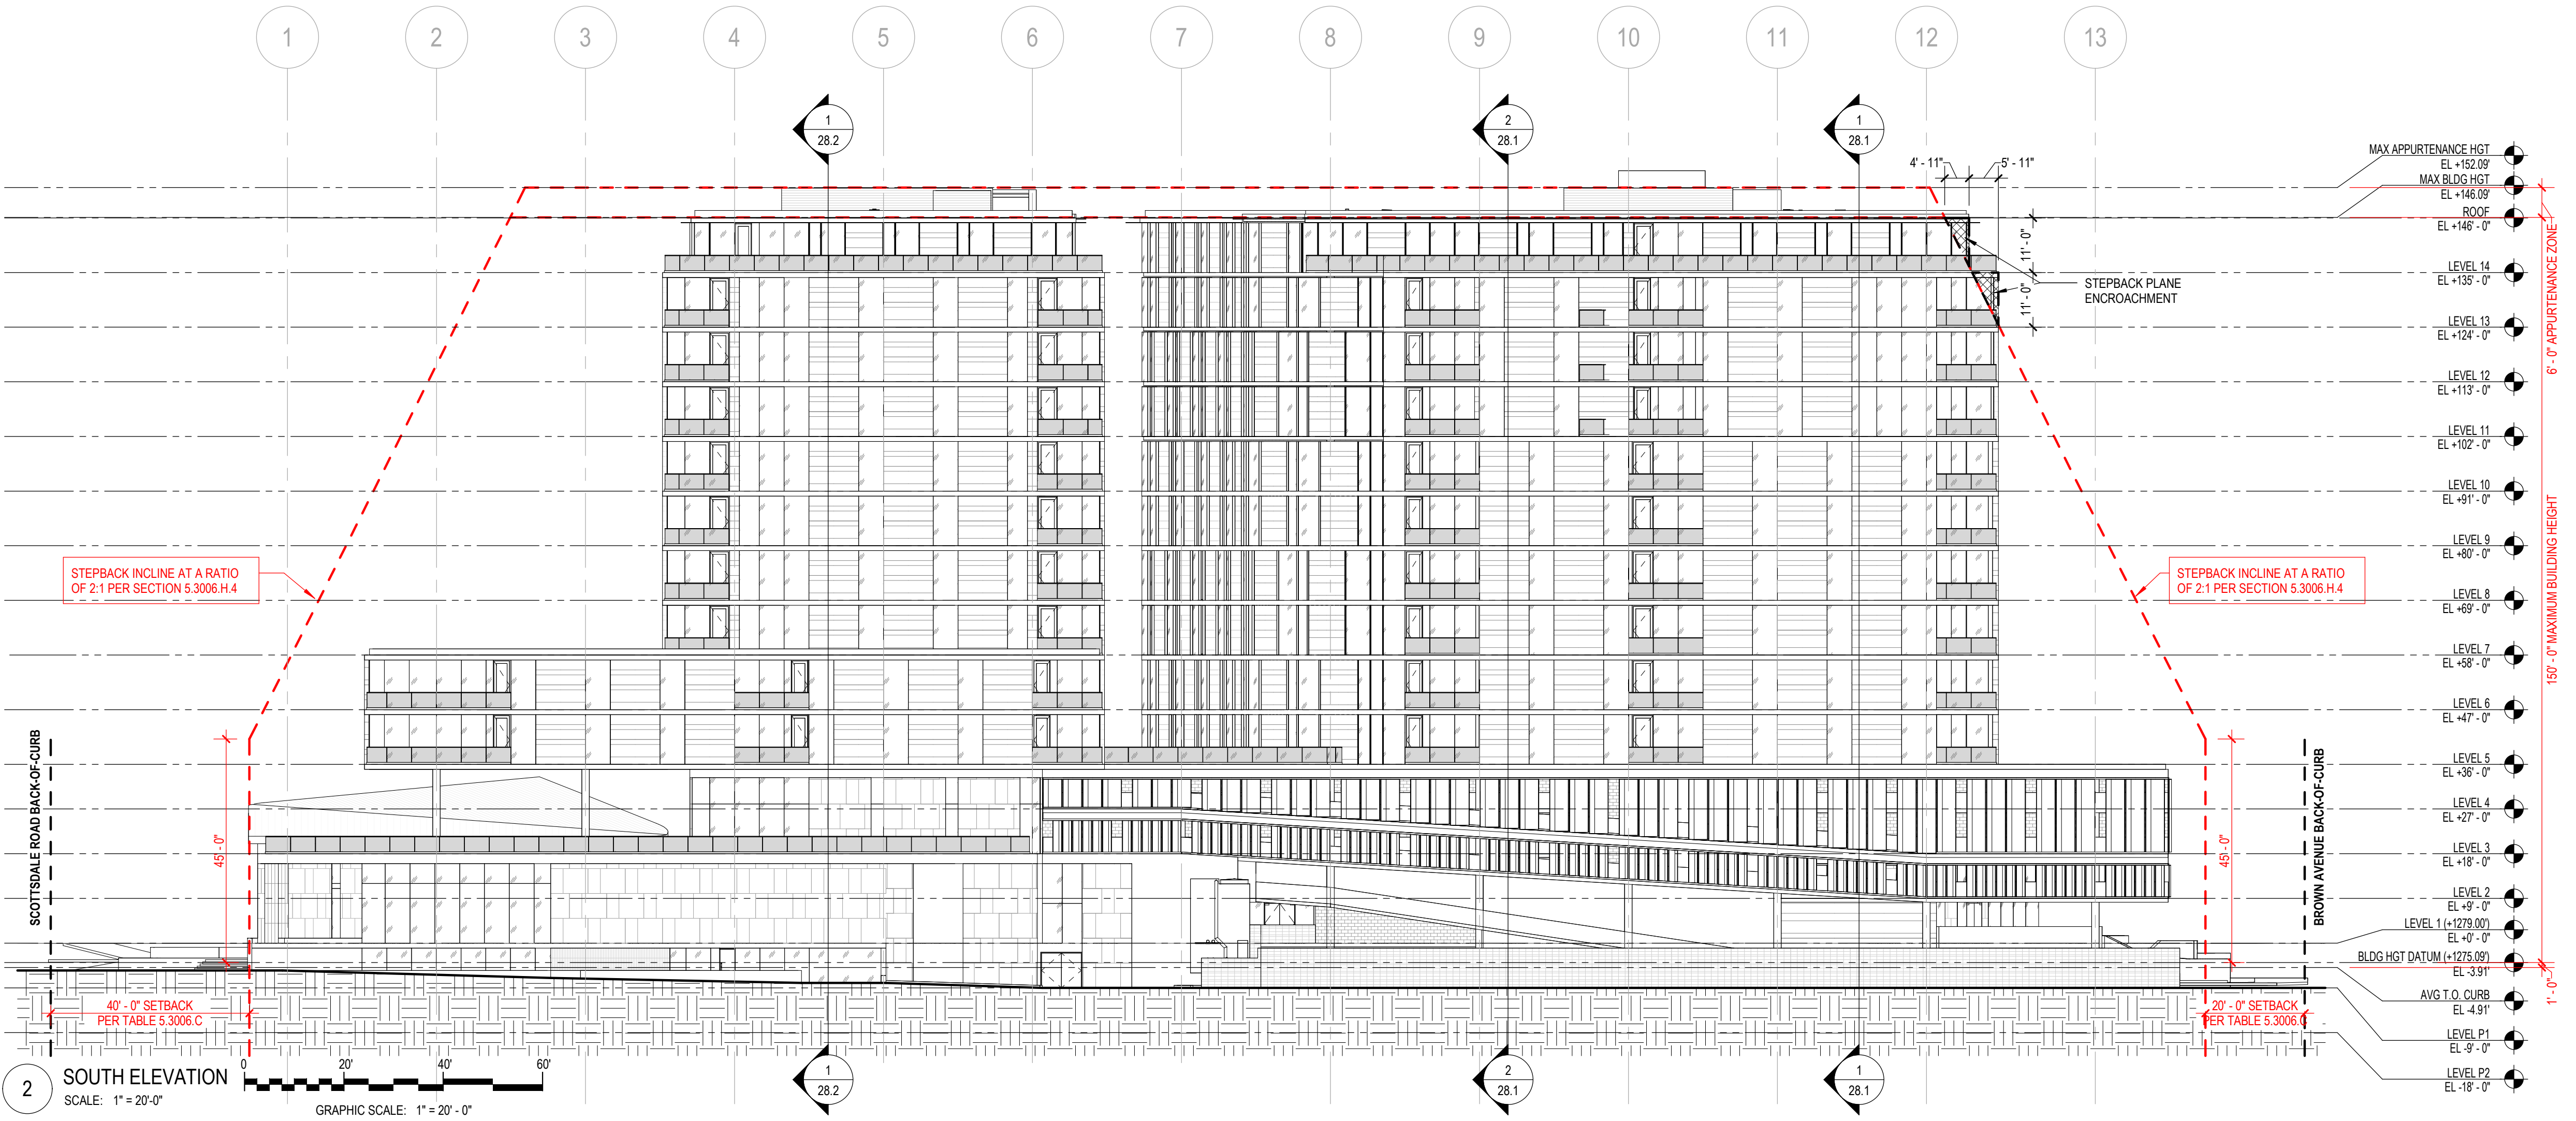 1 2 3 4 5 6 7 8 9 10 11 12 13
1
28.2
2
28.1
1
28.1
4' - 11"
5' - 11"
11' - 0"
11' - 0"
STEPBACK PLANE
ENCROACHMENT
MAX APPURTENANCE HGT
EL +152.09'
MAX BLDG HGT
EL +146.09'
ROOF
EL +146' - 0"
LEVEL 14
EL +135' - 0"
LEVEL 13
EL +124' - 0"
LEVEL 12
EL +113' - 0"
LEVEL 11
EL +102' - 0"
LEVEL 10
EL +91' - 0"
LEVEL 9
EL +80' - 0"
LEVEL 8
EL +69' - 0"
LEVEL 7
EL +58' - 0"
LEVEL 6
EL +47' - 0"
LEVEL 5
EL +36' - 0"
LEVEL 4
EL +27' - 0"
LEVEL 3
EL +18' - 0"
LEVEL 2
EL +9' - 0"
LEVEL 1 (+1279.00')
EL +0' - 0"
BLDG HGT DATUM (+1275.09')
EL -3.91'
AVG T.O. CURB
EL -4.91'
LEVEL P1
EL -9' - 0"
LEVEL P2
EL -18' - 0"
6' - 0" APPURTENANCE ZONE
150' - 0" MAXIMUM BUILDING HEIGHT
1' - 0"
STEPBACK INCLINE AT A RATIO
OF 2:1 PER SECTION 5.3006.H.4
STEPBACK INCLINE AT A RATIO
OF 2:1 PER SECTION 5.3006.H.4
SCOTTSDALE ROAD BACK-OF-CURB
45' - 0"
45' - 0"
BROWN AVENUE BACK-OF-CURB
40' - 0" SETBACK
PER TABLE 5.3006.C
20' - 0" SETBACK
PER TABLE 5.3006.C
2
SOUTH ELEVATION
SCALE: 1" = 20'-0"
0 20' 40' 60'
GRAPHIC SCALE: 1" = 20' - 0"
1
28.2
2
28.1
1
28.1